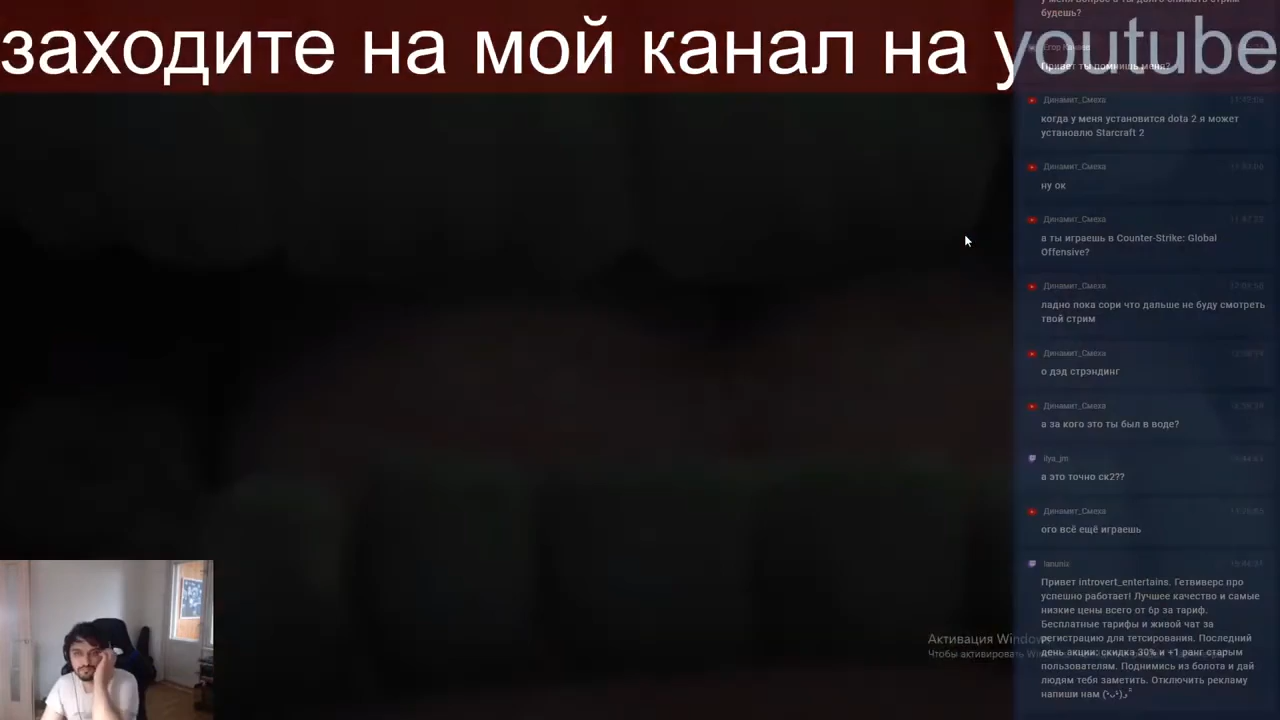 заходите на мой канал на youtube
будешь?
Егор Канаев
Привет ты помнишь меня?
Динамит_Смеха
когда у меня установится dota 2 я может
установлю Starcraft 2
Динамит_Смеха
ну ок
Динамит_Смеха
а ты играешь в Counter-Strike: Global
Offensive?
Динамит_Смеха
ладно пока сори что дальше не буду смотреть
твой стрим
Динамит_Смеха
о дэд стрэндинг
Динамит_Смеха
а за кого это ты был в воде?
ilya_jm
а это точно ск2??
Динамит_Смеха
ого всё ещё играешь
lanunia
Привет introvert_entertains. Гетвиверс про
успешно работает! Лучшее качество и самые
низкие цены всего от 6р за тариф.
Бесплатные тарифы и живой чат за
регистрацию для тетсирования. Последний
день акции: скидка 30% и +1 ранг старым
пользователям. Поднимись из болота и дай
людям тебя заметить. Отключить рекламу
напиши нам
Активация Windows
Чтобы активировать